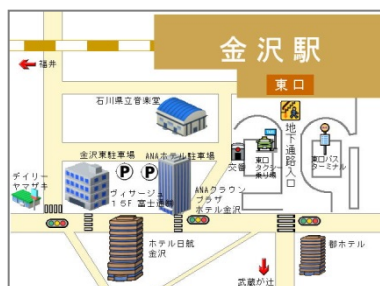 金沢駅
東口
福井
石川県立音楽堂
地下通路入口
金沢東駐車場
ANAホテル駐車場
P
P
交番
東口
タクシー
乗り場
東口バス
ターミナル
デイリー
ヤマザキ
ヴィサージュ
15F 富士通㈱
ANAクラウン
プラザ
ホテル金沢
ホテル日航
金沢
都ホテル
武蔵が辻